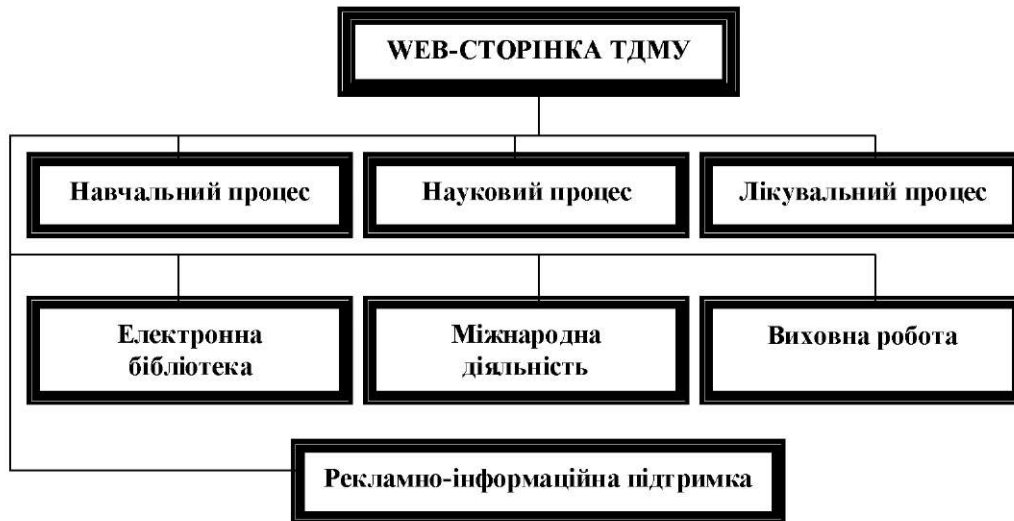 WEB-СТОРІНКА ТДМУ
Навчальний процес
Науковий процес
Лікувальний процес
Електронна
бібліотека
Міжнародна
діяльність
Виховна робота
Рекламно-інформаційна підтримка